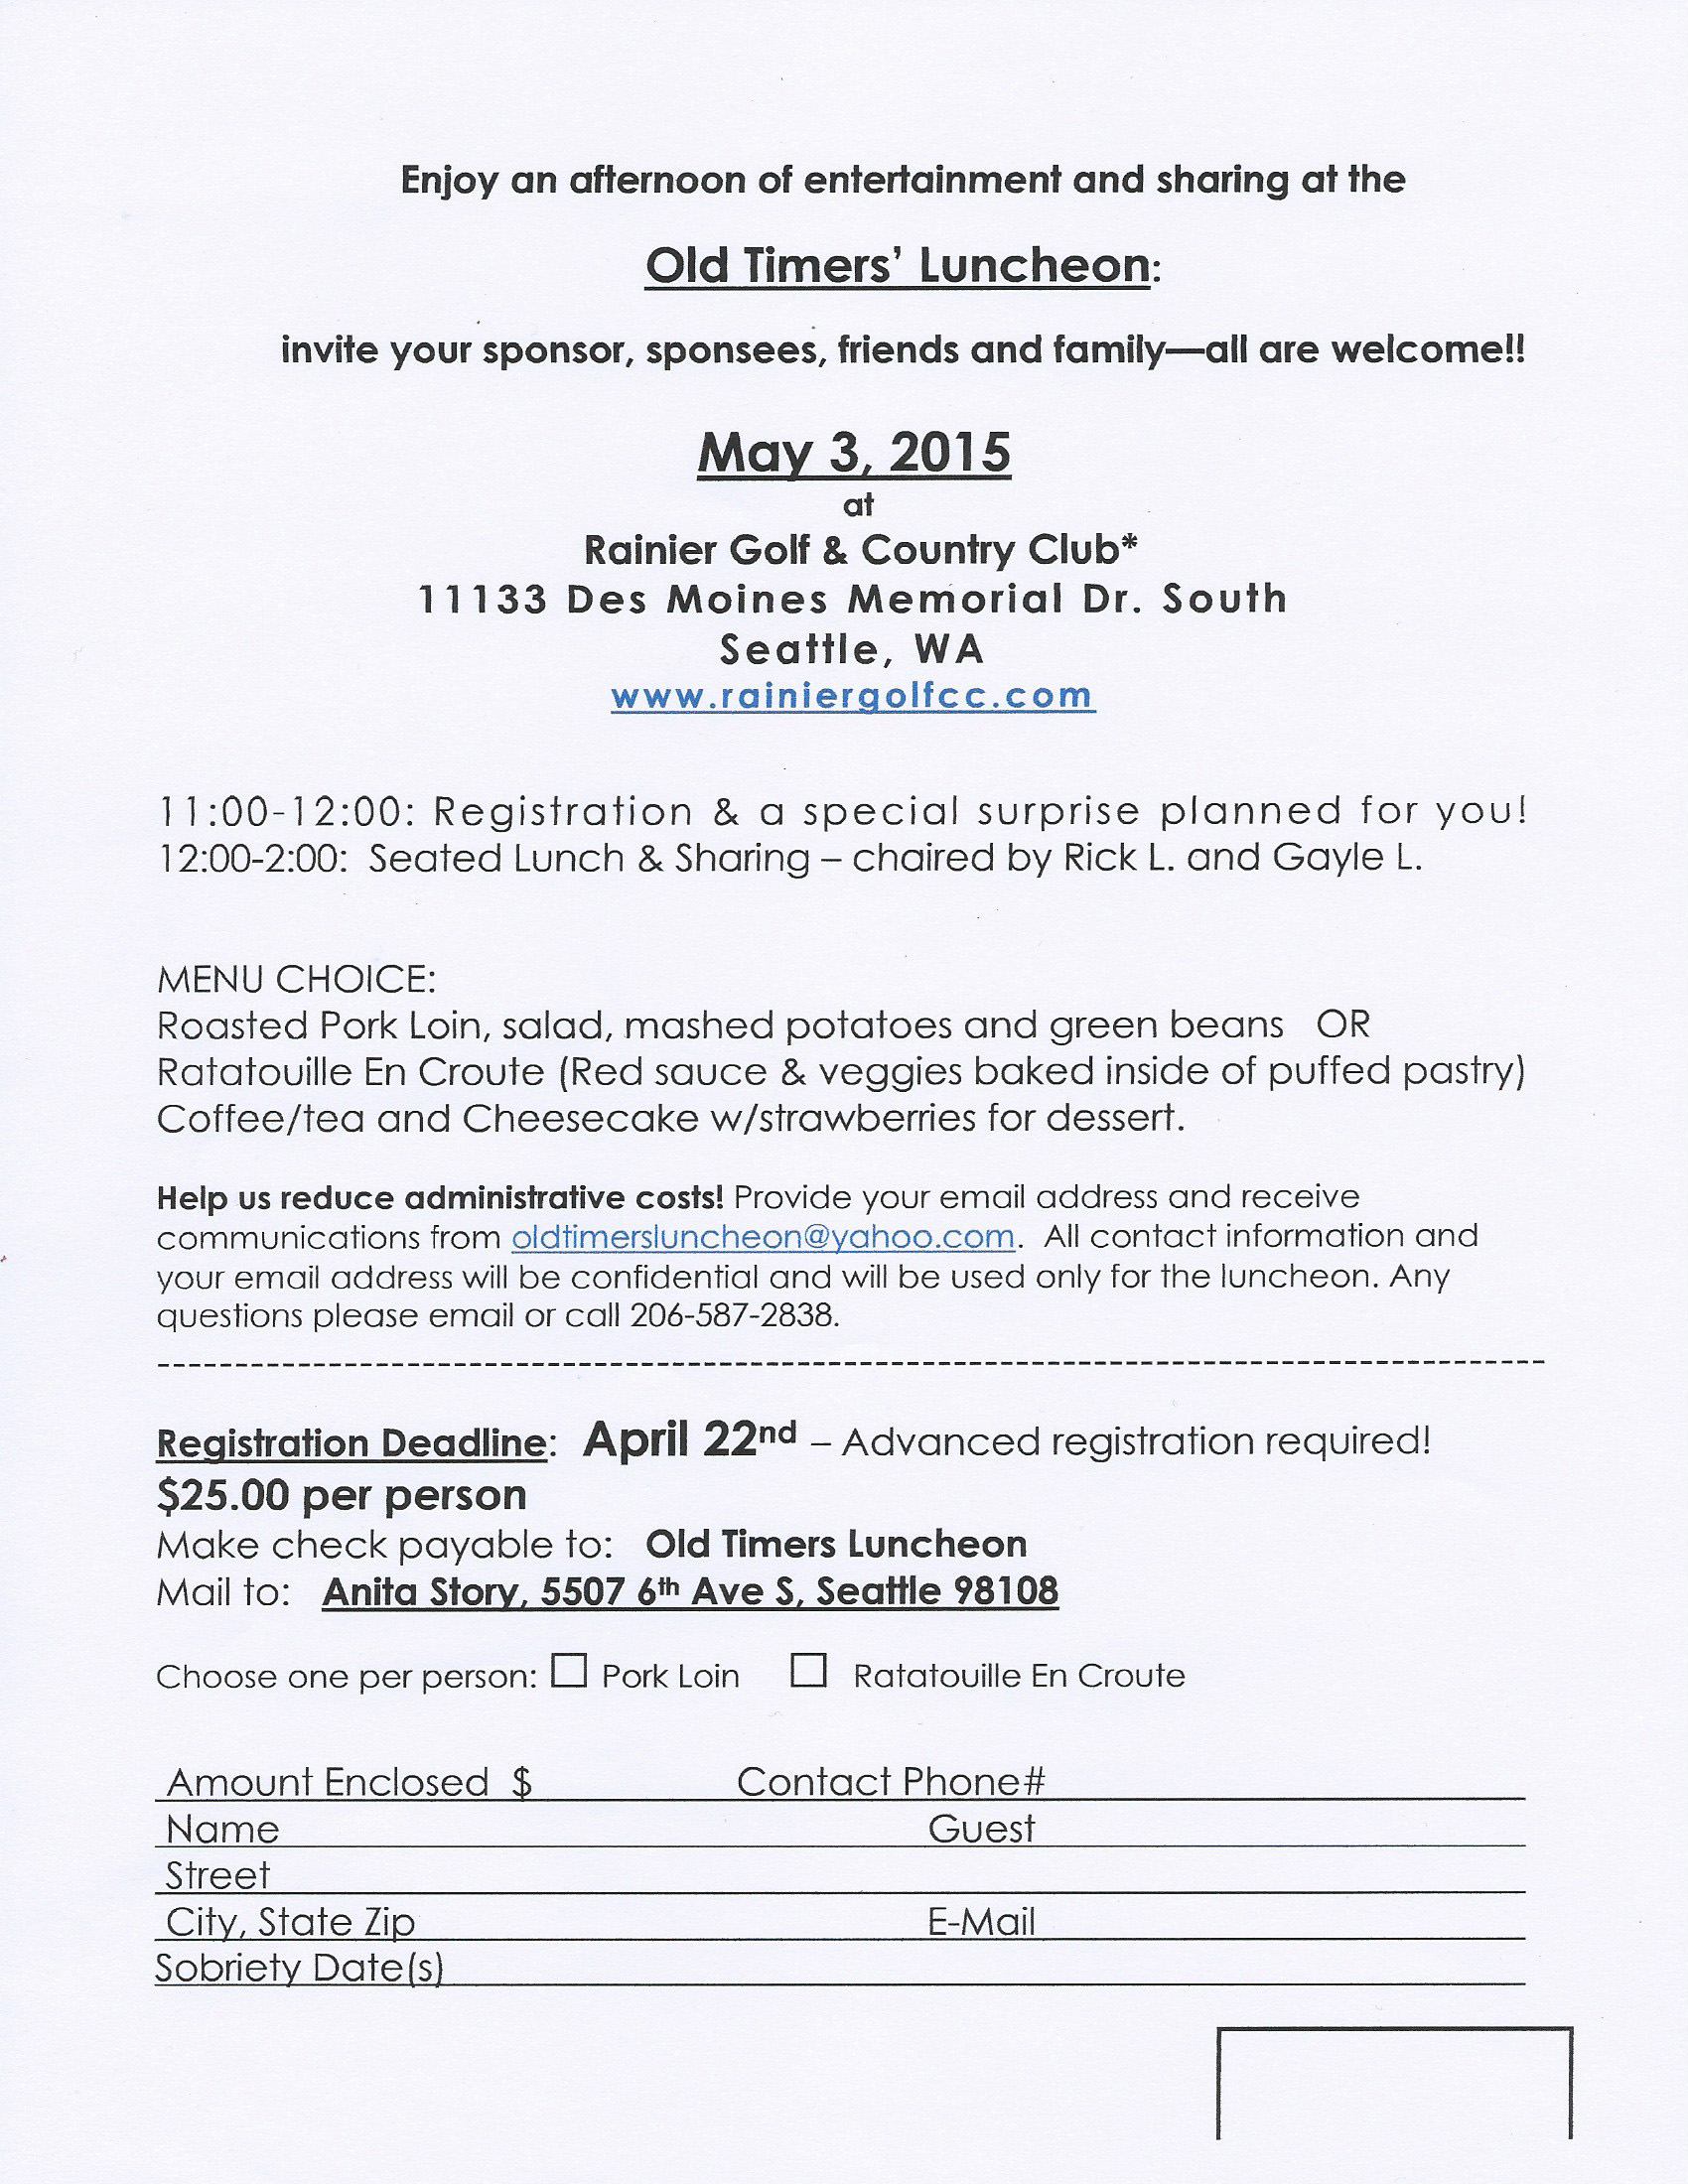 Enjoy an afternoon of entertainment and sharing at the
Old Timers’ Luncheon:
invite your sponsor, sponsees, friends and family—all are welcome!!
May 3, 2015
at
Rainier Golf & Country Club*
11133 Des Moines Memorial Dr. South
Seattle, WA
www.rainiergolfcc.com
11:00-12:00: Registration & a special surprise planned for you!
12:00-2:00: Seated Lunch & Sharing – chaired by Rick L. and Gayle L.
MENU CHOICE:
Roasted Pork Loin, salad, mashed potatoes and green beans OR
Ratatouille En Croute (Red sauce & veggies baked inside of puffed pastry)
Coffee/tea and Cheesecake w/strawberries for dessert.
Help us reduce administrative costs! Provide your email address and receive
communications from oldtimersluncheon@yahoo.com. All contact information and
your email address will be confidential and will be used only for the luncheon. Any
questions please email or call 206-587-2838.
Registration Deadline: April 22nd – Advanced registration required!
$25.00 per person
Make check payable to: Old Timers Luncheon
Mail to: Anita Story, 5507 6th Ave S, Seattle 98108
Choose one per person: ☐ Pork Loin ☐ Ratatouille En Croute
Amount Enclosed $ Contact Phone#
Name Guest
Street
City, State Zip E-Mail
Sobriety Date(s)